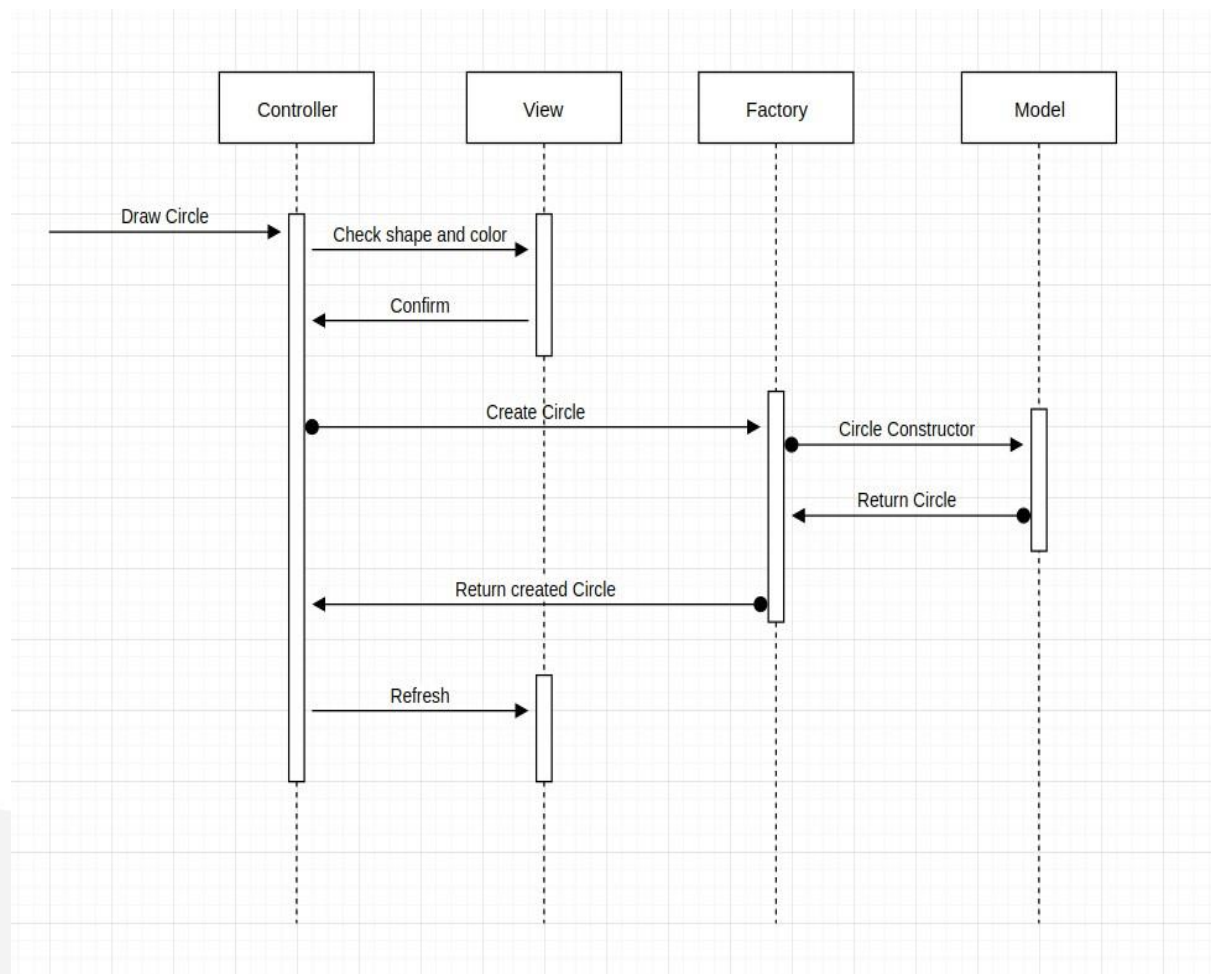 Controller
View
Factory
Model
Draw Circle
Check shape and color
Confirm
Create Circle
Circle Constructor
Return Circle
Return created Circle
Refresh